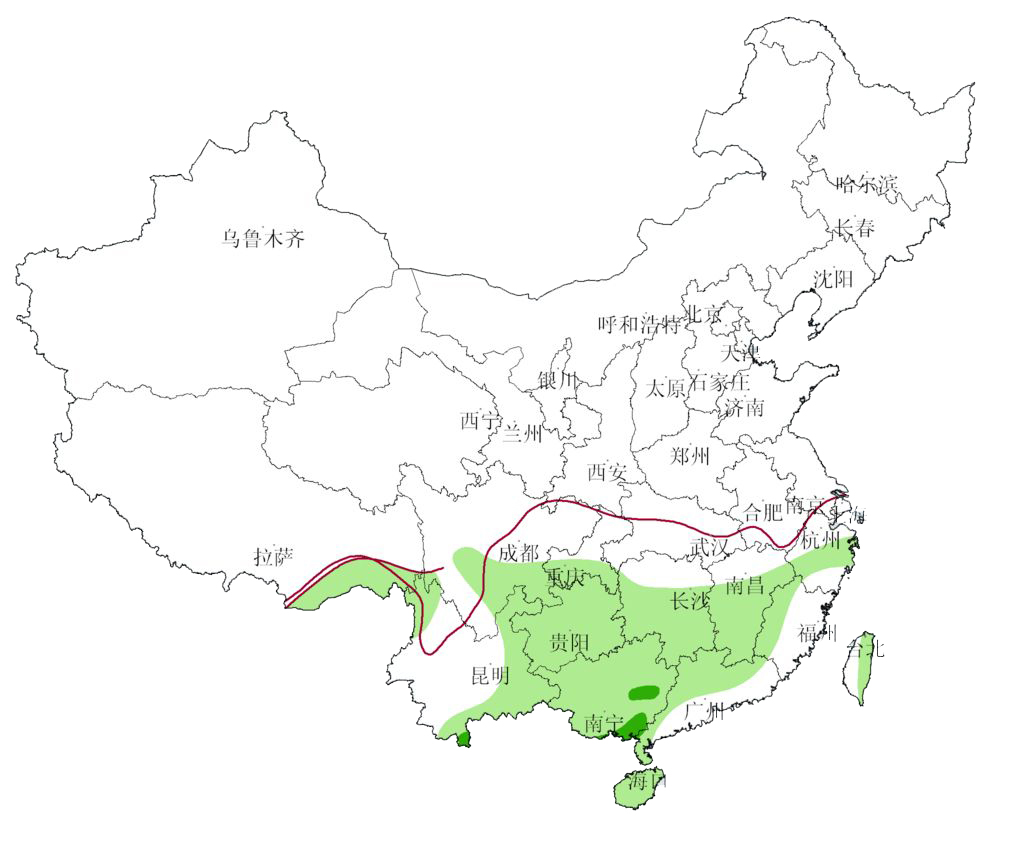 哈尔滨
长春
乌鲁木齐
沈阳
呼和浩特
北京
天津
银川
太原
石家庄
济南
西宁
兰州
郑州
西安
合肥
南京
上海
杭州
武汉
拉萨
成都
重庆
南昌
长沙
贵阳
福州
台北
昆明
南宁
广州
海口